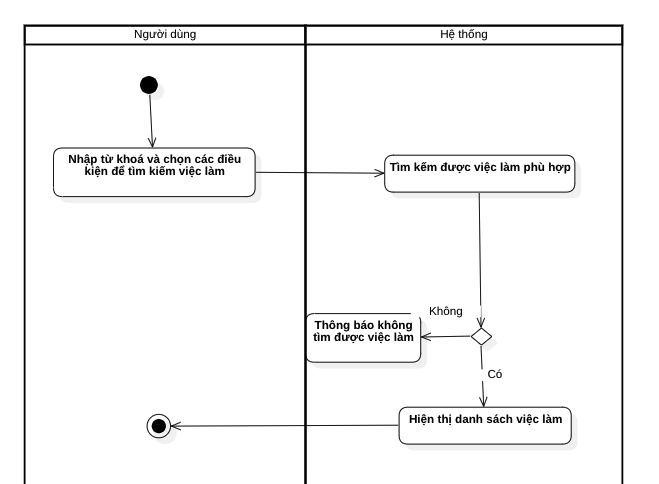 Người dùng
Hệ thống
Nhập từ khoá và chọn các điều
kiện để tìm kiếm việc làm
Tìm kếm được việc làm phù hợp
Không
Thông báo không
tìm được việc làm
Có
Hiện thị danh sách việc làm